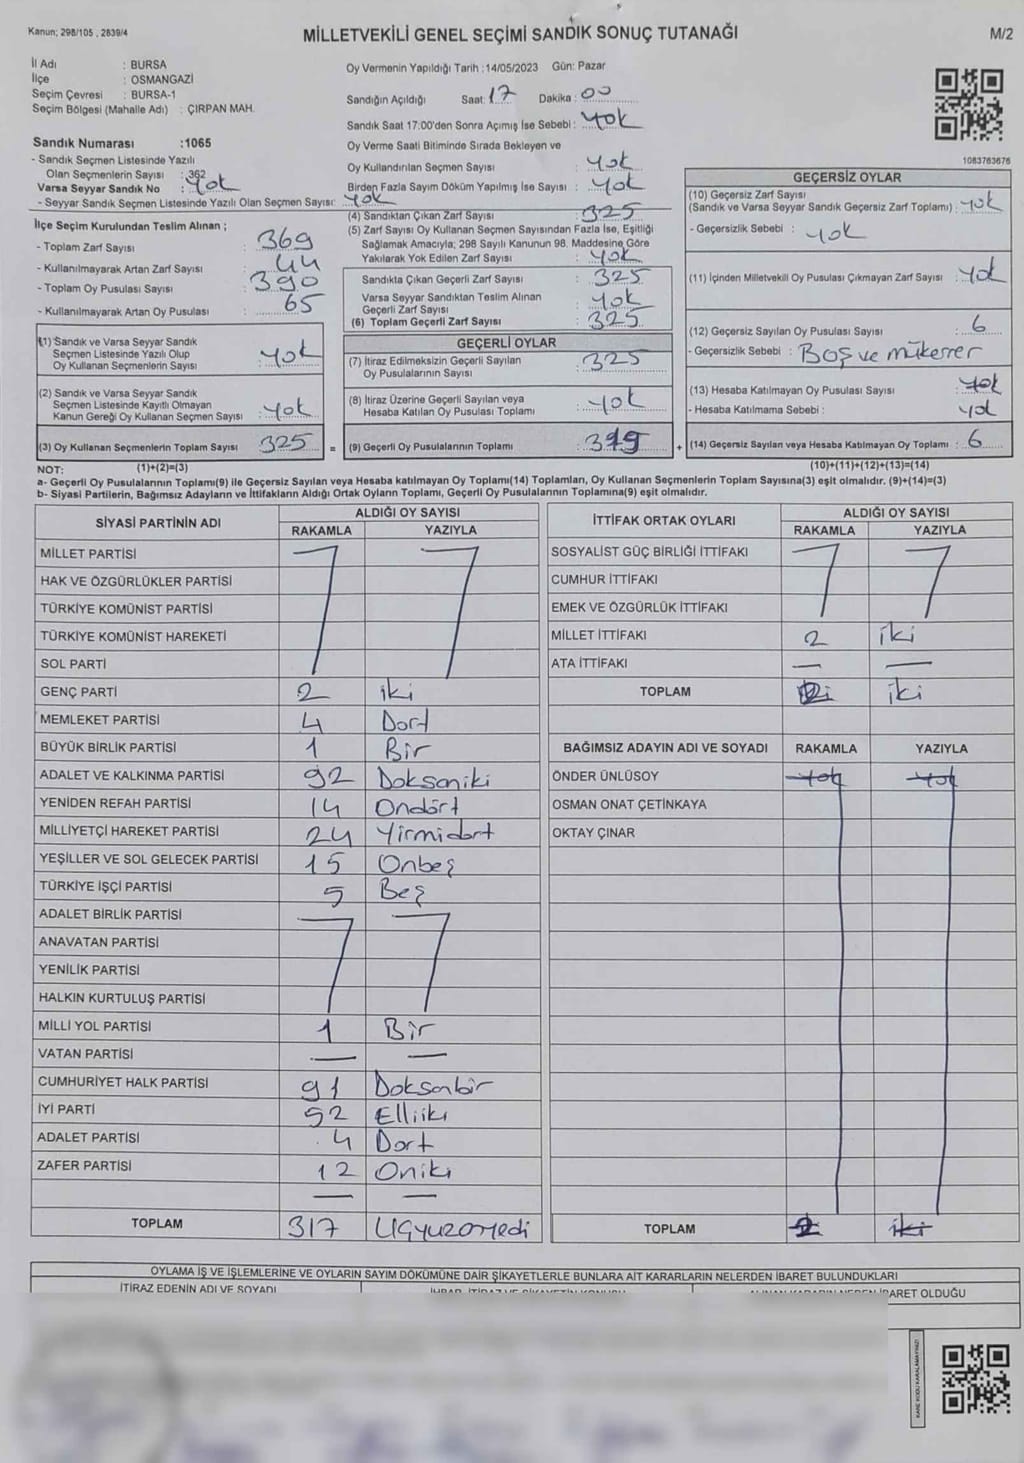 Kanun; 298/105 , 2839/4
MİLLETVEKİLİ GENEL SEÇİMİ SANDIK SONUÇ TUTANAĞI
M/2
İl Adı : BURSA
İlçe : OSMANGAZİ
Seçim Çevresi : BURSA-1
Seçim Bölgesi (Mahalle Adı) : ÇIRPAN MAH.
Oy Vermenin Yapıldığı Tarih :14/05/2023 Gün: Pazar
Sandığın Açıldığı Saat: 17 Dakika : 00
Sandık Saat 17:00'den Sonra Açımış İse Sebebi : Yok
Oy Verme Saati Bitiminde Sırada Bekleyen ve
Oy Kullandırılan Seçmen Sayısı : Yok
Birden Fazla Sayım Döküm Yapılmış İse Sayısı : Yok
1083763676
Sandık Numarası :1065
- Sandık Seçmen Listesinde Yazılı
Olan Seçmenlerin Sayısı : 362
Varsa Seyyar Sandık No : Yok
- Seyyar Sandık Seçmen Listesinde Yazılı Olan Seçmen Sayısı: Yok
İlçe Seçim Kurulundan Teslim Alınan ;
- Toplam Zarf Sayısı : 369
- Kullanılmayarak Artan Zarf Sayısı : 44
- Toplam Oy Pusulası Sayısı : 390
- Kullanılmayarak Artan Oy Pusulası : 65
(4) Sandıktan Çıkan Zarf Sayısı : 325
(5) Zarf Sayısı Oy Kullanan Seçmen Sayısından Fazla İse, Eşitliği
Sağlamak Amacıyla; 298 Sayılı Kanunun 98. Maddesine Göre
Yakılarak Yok Edilen Zarf Sayısı : Yok
Sandıkta Çıkan Geçerli Zarf Sayısı : 325
Varsa Seyyar Sandıktan Teslim Alınan
Geçerli Zarf Sayısı : Yok
(6) Toplam Geçerli Zarf Sayısı : 325
GEÇERSİZ OYLAR
(10) Geçersiz Zarf Sayısı
(Sandık ve Varsa Seyyar Sandık Geçersiz Zarf Toplamı) : Yok
- Geçersizlik Sebebi : Yok
(11) İçinden Milletvekili Oy Pusulası Çıkmayan Zarf Sayısı : Yok
(12) Geçersiz Sayılan Oy Pusulası Sayısı : 6
- Geçersizlik Sebebi : Boş ve mükerrer
(13) Hesaba Katılmayan Oy Pusulası Sayısı : Yok
- Hesaba Katılmama Sebebi : Yok
(14) Geçersiz Sayılan veya Hesaba Katılmayan Oy Toplamı : 6
(1) Sandık ve Varsa Seyyar Sandık
Seçmen Listesinde Yazılı Olup
Oy Kullanan Seçmenlerin Sayısı : Yok
(2) Sandık ve Varsa Seyyar Sandık
Seçmen Listesinde Kayıtlı Olmayan
Kanun Gereği Oy Kullanan Seçmen Sayısı : Yok
(3) Oy Kullanan Seçmenlerin Toplam Sayısı : 325 =
GEÇERLİ OYLAR
(7) İtiraz Edilmeksizin Geçerli Sayılan
Oy Pusulalarının Sayısı : 325
(8) İtiraz Üzerine Geçerli Sayılan veya
Hesaba Katılan Oy Pusulası Toplamı : Yok
(9) Geçerli Oy Pusulalarının Toplamı : 319 +
NOT: (1)+(2)=(3) (10)+(11)+(12)+(13)=(14)
a- Geçerli Oy Pusulalarının Toplamı(9) ile Geçersiz Sayılan veya Hesaba katılmayan Oy Toplamı(14) Toplamları, Oy Kullanan Seçmenlerin Toplam Sayısına(3) eşit olmalıdır. (9)+(14)=(3)
b- Siyasi Partilerin, Bağımsız Adayların ve İttifakların Aldığı Ortak Oyların Toplamı, Geçerli Oy Pusulalarının Toplamına(9) eşit olmalıdır.
SİYASİ PARTİNİN ADI ALDIĞI OY SAYISI
RAKAMLA YAZIYLA
MİLLET PARTİSİ
HAK VE ÖZGÜRLÜKLER PARTİSİ
TÜRKİYE KOMÜNİST PARTİSİ
TÜRKİYE KOMÜNİST HAREKETİ
SOL PARTİ
GENÇ PARTİ 2 iki
MEMLEKET PARTİSİ 4 Dört
BÜYÜK BİRLİK PARTİSİ 1 Bir
ADALET VE KALKINMA PARTİSİ 92 Doksaniki
YENİDEN REFAH PARTİSİ 14 Ondört
MİLLİYETÇİ HAREKET PARTİSİ 24 Yirmidört
YEŞİLLER VE SOL GELECEK PARTİSİ 15 Onbeş
TÜRKİYE İŞÇİ PARTİSİ 5 Beş
ADALET BİRLİK PARTİSİ
ANAVATAN PARTİSİ
YENİLİK PARTİSİ
HALKIN KURTULUŞ PARTİSİ
MİLLİ YOL PARTİSİ 1 Bir
VATAN PARTİSİ — —
CUMHURİYET HALK PARTİSİ 91 Doksanbir
İYİ PARTİ 52 Elliiki
ADALET PARTİSİ 4 Dört
ZAFER PARTİSİ 12 Oniki
— —
TOPLAM 317 Üçyüzonyedi
İTTİFAK ORTAK OYLARI ALDIĞI OY SAYISI
RAKAMLA YAZIYLA
SOSYALİST GÜÇ BİRLİĞİ İTTİFAKI
CUMHUR İTTİFAKI
EMEK VE ÖZGÜRLÜK İTTİFAKI
MİLLET İTTİFAKI 2 iki
ATA İTTİFAKI — —
TOPLAM 2 iki
BAĞIMSIZ ADAYIN ADI VE SOYADI RAKAMLA YAZIYLA
ÖNDER ÜNLÜSOY Yok Yok
OSMAN ONAT ÇETİNKAYA
OKTAY ÇINAR
TOPLAM 2 iki
OYLAMA İŞ VE İŞLEMLERİNE VE OYLARIN SAYIM DÖKÜMÜNE DAİR ŞİKAYETLERLE BUNLARA AİT KARARLARIN NELERDEN İBARET BULUNDUKLARI
İTİRAZ EDENİN ADI VE SOYADI
İBARET OLDUĞU
KARE KODU KARALAMAYINIZ!